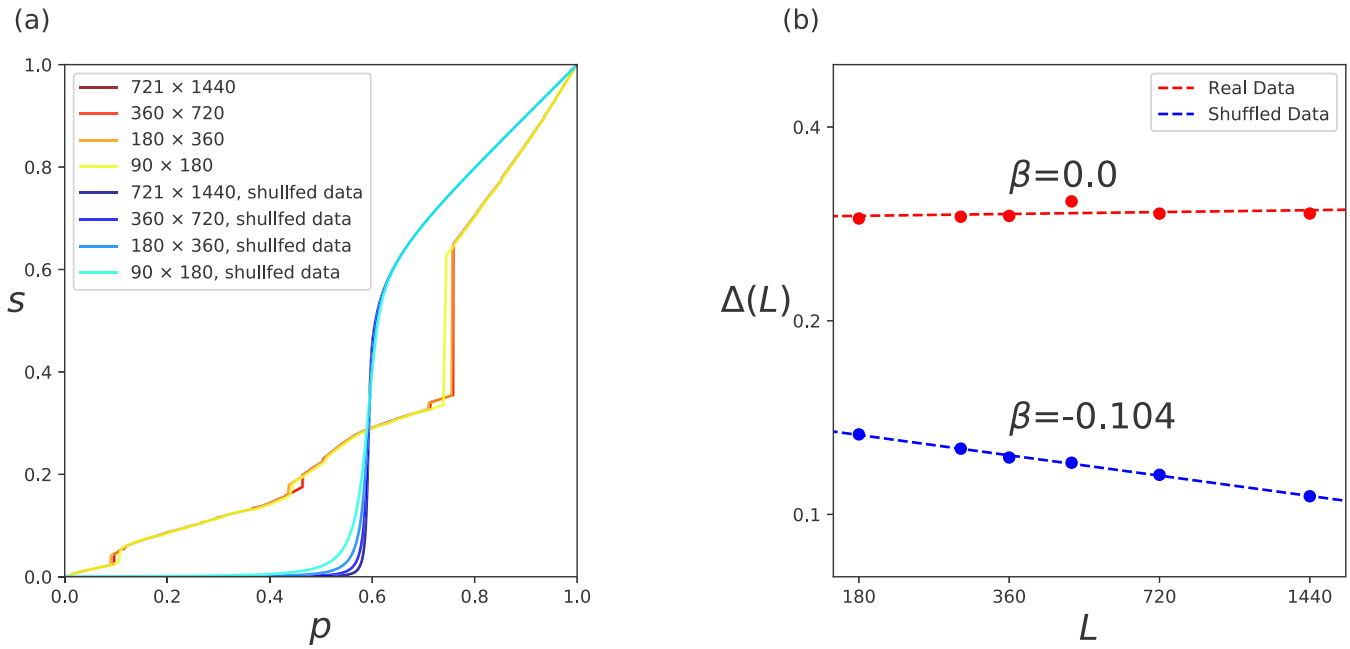 (a)
1.0
0.8
0.6
0.4
0.2
0.0
s
721 × 1440
360 × 720
180 × 360
90 × 180
721 × 1440, shullfed data
360 × 720, shullfed data
180 × 360, shullfed data
90 × 180, shullfed data
0.0 0.2 0.4 0.6 0.8 1.0
p
(b)
Real Data
Shuffled Data
0.4
0.2
0.1
Δ(L)
β=0.0
β=-0.104
180 360 720 1440
L